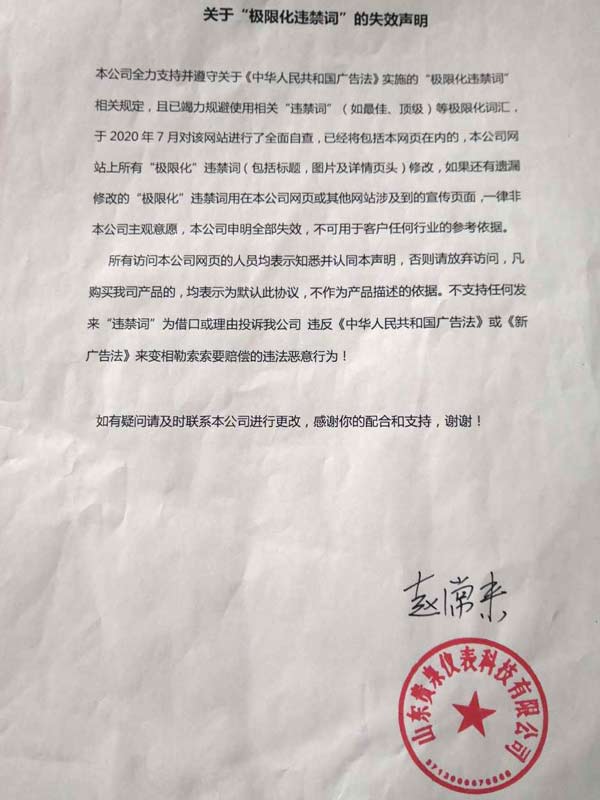 关于“极限化违禁词”的失效声明
本公司全力支持并遵守关于《中华人民共和国广告法》实施的“极限化违禁词”
相关规定，且已竭力规避使用相关“违禁词”（如最佳、顶级）等极限化词汇，
于2020年7月对该网站进行了全面自查，已经将包括本网页在内的，本公司网
站上所有“极限化”违禁词（包括标题，图片及详情页头）修改，如果还有遗漏
修改的“极限化”违禁词用在本公司网页或其他网站涉及到的宣传页面，一律非
本公司主观意愿，本公司申明全部失效，不可用于客户任何行业的参考依据。
所有访问本公司网页的人员均表示知悉并认同本声明，否则请放弃访问，凡
购买我司产品的，均表示为默认此协议，不作为产品描述的依据。不支持任何发
来“违禁词”为借口或理由投诉我公司 违反《中华人民共和国广告法》或《新
广告法》来变相勒索索要赔偿的违法恶意行为！
如有疑问请及时联系本公司进行更改，感谢你的配合和支持，谢谢！
赵常来
山东贵泉仪表科技有限公司